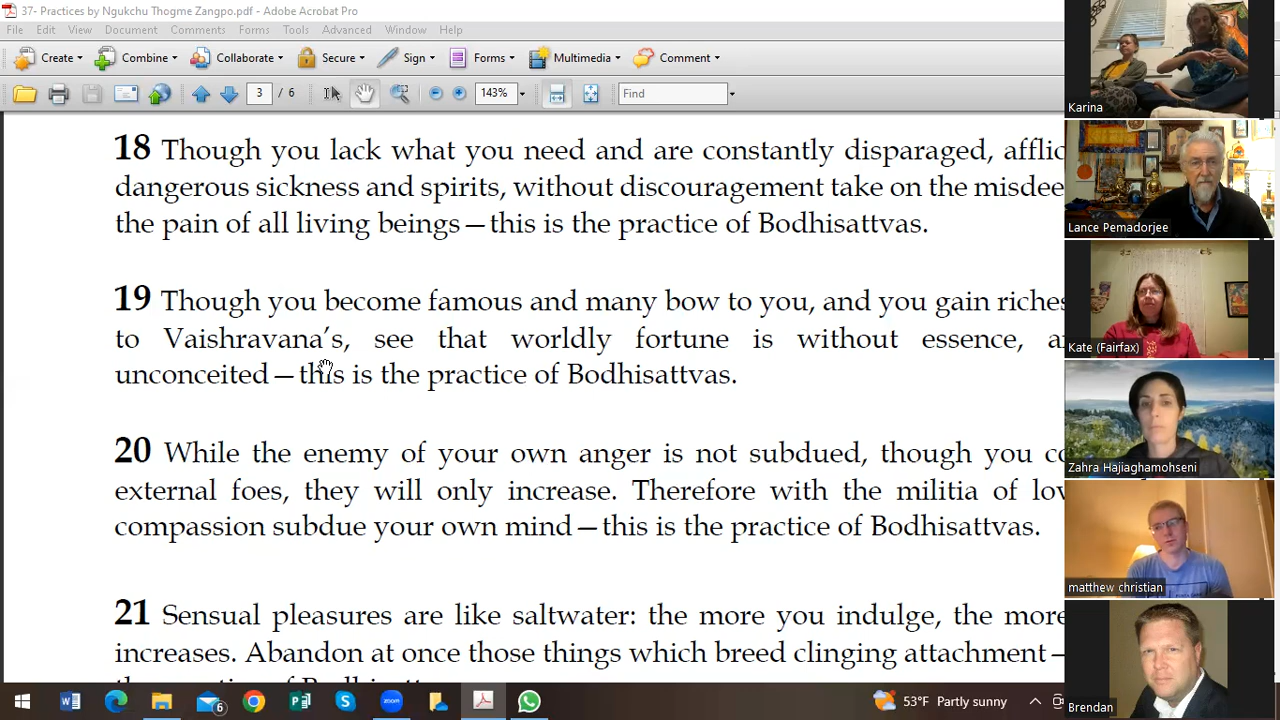 37- Practices by Ngukchu Thogme Zangpo.pdf - Adobe Acrobat Pro
File Edit View Document Comments Forms Tools Advanced Window Help
Create Combine Collaborate Secure Sign Forms Multimedia Comment
3 / 6 143% Find
18 Though you lack what you need and are constantly disparaged, afflic
dangerous sickness and spirits, without discouragement take on the misdee
the pain of all living beings—this is the practice of Bodhisattvas.
19 Though you become famous and many bow to you, and you gain riches
to Vaishravana’s, see that worldly fortune is without essence, a
unconceited—this is the practice of Bodhisattvas.
20 While the enemy of your own anger is not subdued, though you co
external foes, they will only increase. Therefore with the militia of lov
compassion subdue your own mind—this is the practice of Bodhisattvas.
21 Sensual pleasures are like saltwater: the more you indulge, the more
increases. Abandon at once those things which breed clinging attachment—
Karina
Lance Pemadorjee
Kate (Fairfax)
Zahra Hajiaghamohseni
matthew christian
Brendan
zoom
6
53°F Partly sunny